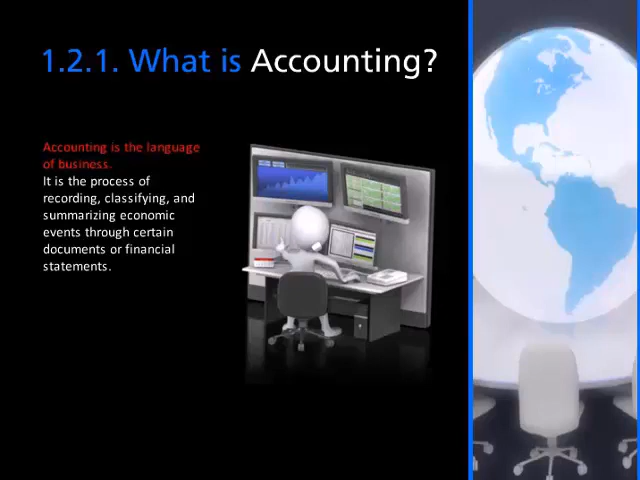 1.2.1. What is Accounting?
Accounting is the language
of business.
It is the process of
recording, classifying, and
summarizing economic
events through certain
documents or financial
statements.